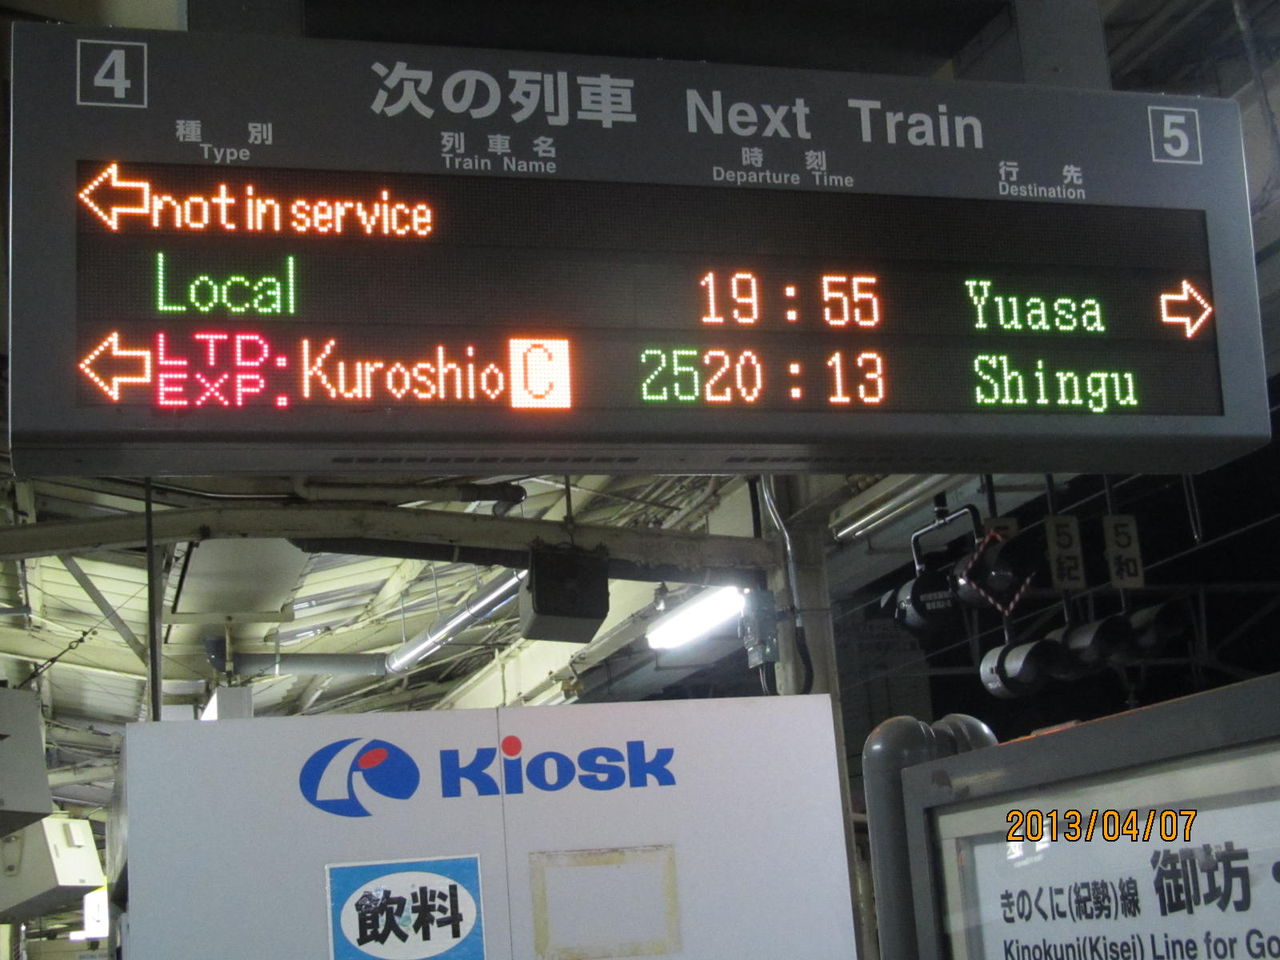 4 次の列車 Next Train 5
種別 列車名 時刻 行先
Type Train Name Departure Time Destination
not in service
Local 19:55 Yuasa
LTD. EXP. Kuroshio C 25 20:13 Shingu
5紀 5和
Kiosk
飲料
2013/04/07
きのくに(紀勢)線 御坊・
Kinokuni(Kisei) Line for Go